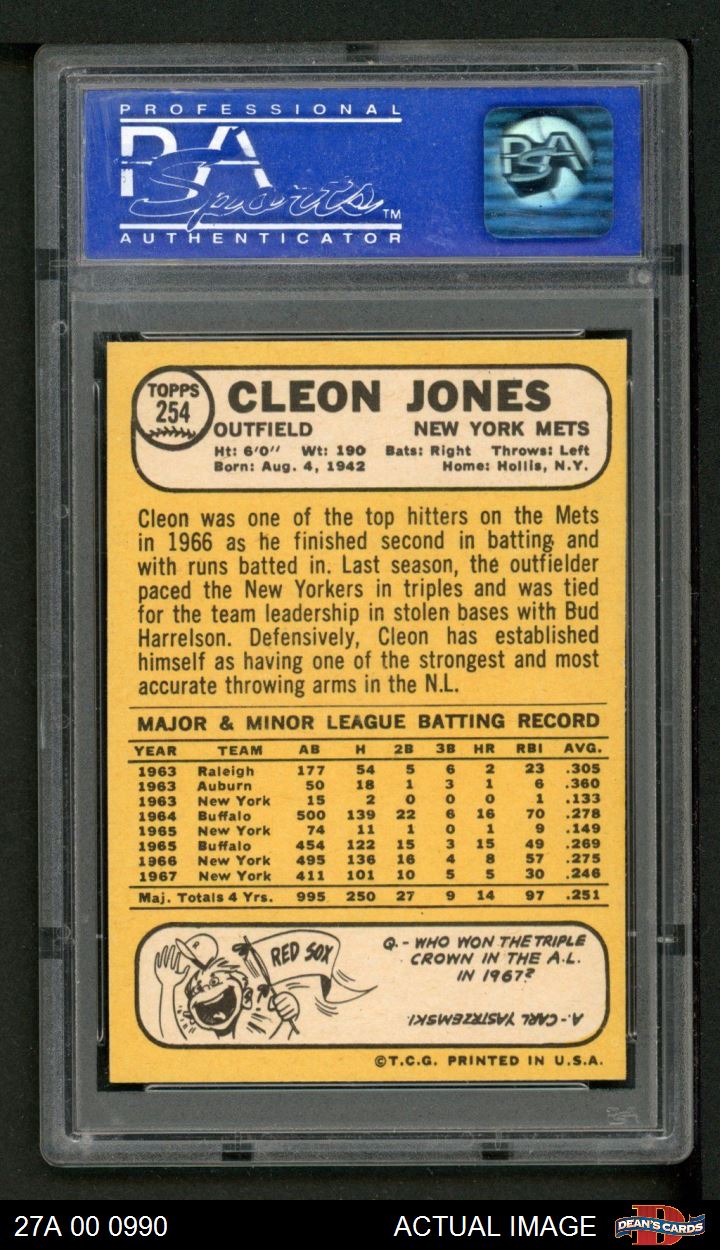 PROFESSIONAL
PSA
Sports TM
AUTHENTICATOR
PSA
TOPPS
254
CLEON JONES
OUTFIELD NEW YORK METS
Ht: 6'0" Wt: 190 Bats: Right Throws: Left
Born: Aug. 4, 1942 Home: Hollis, N.Y.
Cleon was one of the top hitters on the Mets
in 1966 as he finished second in batting and
with runs batted in. Last season, the outfielder
paced the New Yorkers in triples and was tied
for the team leadership in stolen bases with Bud
Harrelson. Defensively, Cleon has established
himself as having one of the strongest and most
accurate throwing arms in the N.L.
MAJOR & MINOR LEAGUE BATTING RECORD
YEAR TEAM AB H 2B 3B HR RBI AVG.
1963 Raleigh 177 54 5 6 2 23 .305
1963 Auburn 50 18 1 3 1 6 .360
1963 New York 15 2 0 0 0 1 .133
1964 Buffalo 500 139 22 6 16 70 .278
1965 New York 74 11 1 0 1 9 .149
1965 Buffalo 454 122 15 3 15 49 .269
1966 New York 495 136 16 4 8 57 .275
1967 New York 411 101 10 5 5 30 .246
Maj. Totals 4 Yrs. 995 250 27 9 14 97 .251
RED SOX
Q.- WHO WON THE TRIPLE
CROWN IN THE A.L.
IN 1967?
A.- CARL YASTRZEMSKI.
©T.C.G. PRINTED IN U.S.A.
PSA
27A 00 0990 ACTUAL IMAGE
D
DEAN'S CARDS